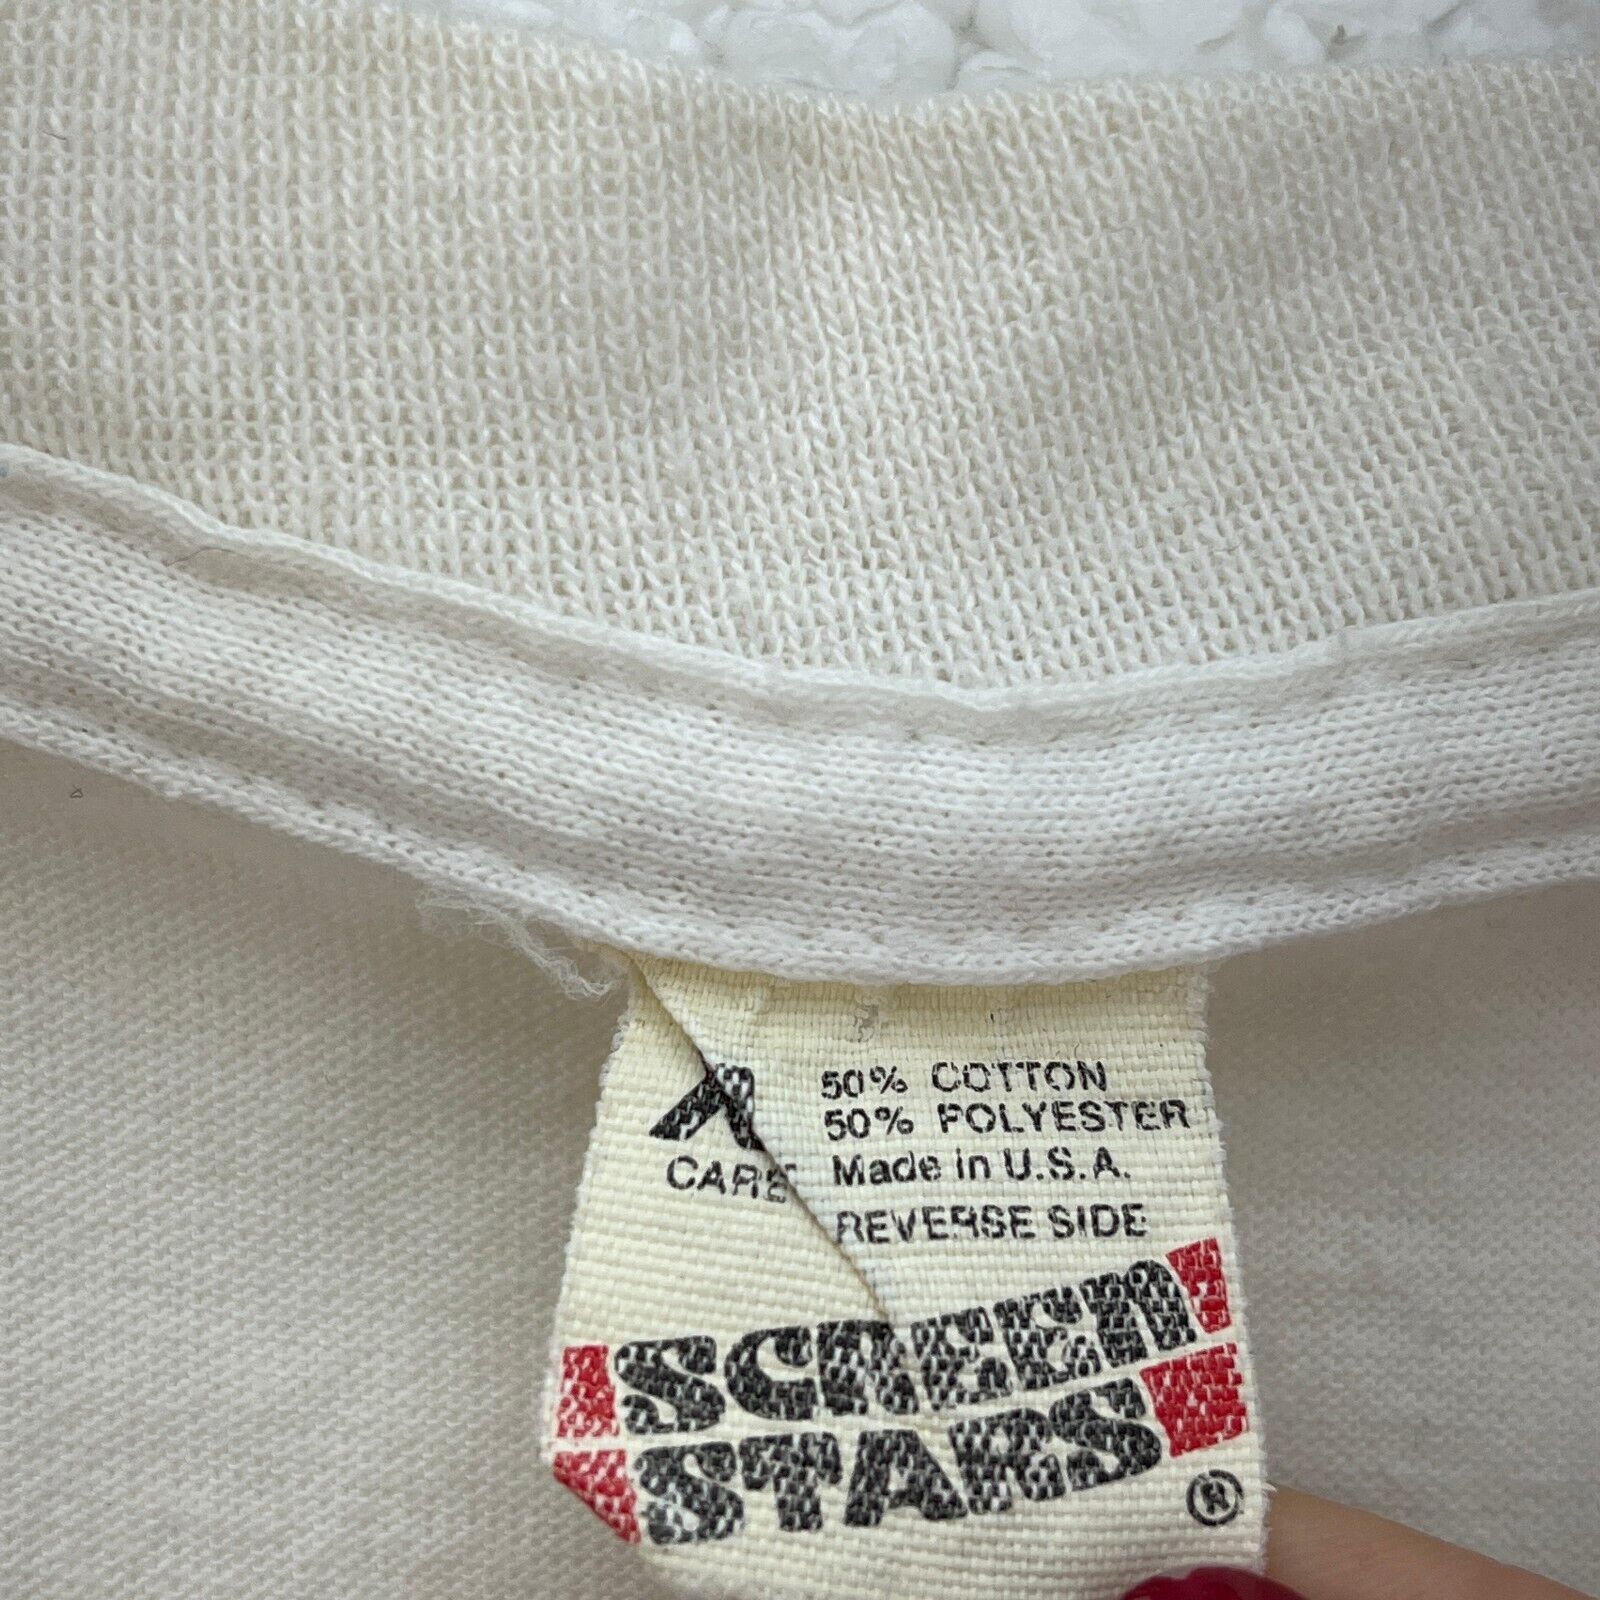 50% COTTON
50% POLYESTER
CARE Made in U.S.A.
REVERSE SIDE
SCREEN
STARS
®